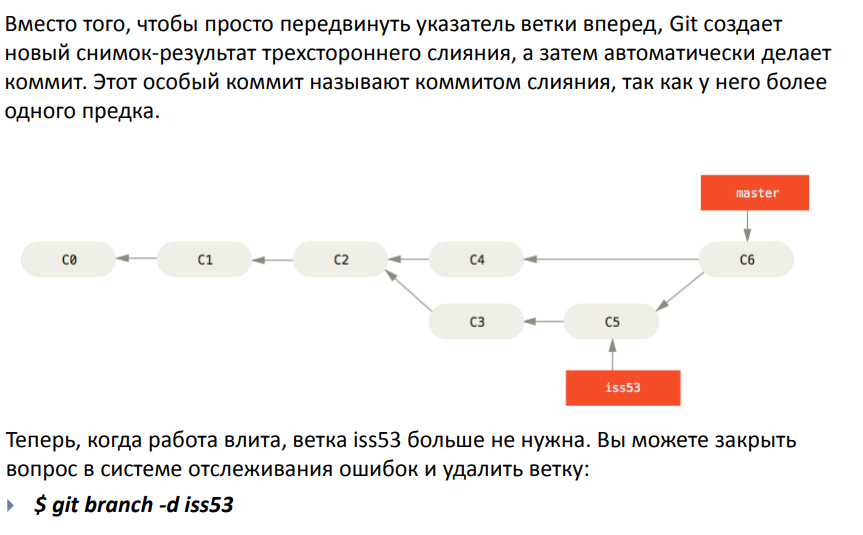 Вместо того, чтобы просто передвинуть указатель ветки вперед, Git создает
новый снимок-результат трехстороннего слияния, а затем автоматически делает
коммит. Этот особый коммит называют коммитом слияния, так как у него более
одного предка.
master
C0
C1
C2
C4
C6
C3
C5
iss53
Теперь, когда работа влита, ветка iss53 больше не нужна. Вы можете закрыть
вопрос в системе отслеживания ошибок и удалить ветку:
$ git branch -d iss53